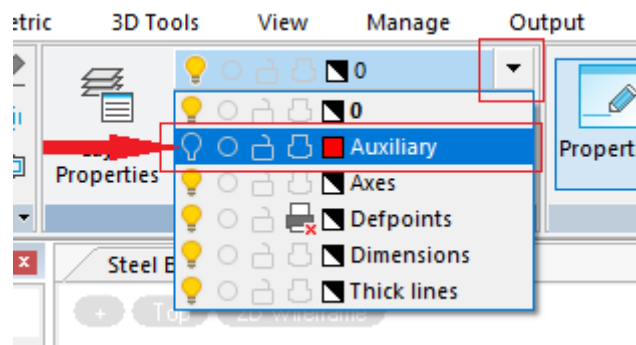 etric 3D Tools View Manage Output
0
0
Auxiliary
Properties Axes
Propert
Defpoints
Steel Dimensions
Thick lines
+ Top 2D Wireframe